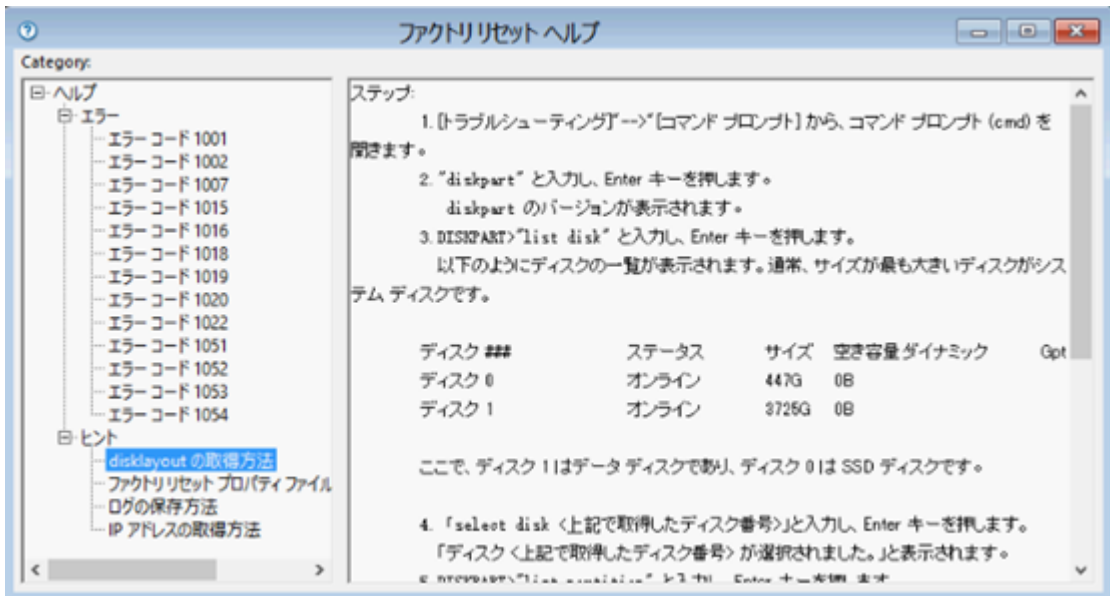 ファクトリリセット ヘルプ
Category:
ヘルプ
エラー
エラー コード 1001
エラー コード 1002
エラー コード 1007
エラー コード 1015
エラー コード 1016
エラー コード 1018
エラー コード 1019
エラー コード 1020
エラー コード 1022
エラー コード 1051
エラー コード 1052
エラー コード 1053
エラー コード 1054
ヒント
disklayout の取得方法
ファクトリ リセット プロパティ ファイル
ログの保存方法
IP アドレスの取得方法
ステップ:
1. [トラブルシューティング]"-->"[コマンド プロンプト] から、コマンド プロンプト (cmd) を
開きます。
2. "diskpart" と入力し、Enter キーを押します。
diskpart のバージョンが表示されます。
3. DISKPART>"list disk" と入力し、Enter キーを押します。
以下のようにディスクの一覧が表示されます。通常、サイズが最も大きいディスクがシス
テム ディスクです。
ディスク ### ステータス サイズ 空き容量 ダイナミック Gpt
ディスク 0 オンライン 447G 0B
ディスク 1 オンライン 3725G 0B
ここで、ディスク 1 はデータ ディスクであり、ディスク 0 は SSD ディスクです。
4. 「select disk <上記で取得したディスク番号>」と入力し、Enter キーを押します。
「ディスク <上記で取得したディスク番号> が選択されました。」と表示されます。
5. DISKPART>"list partition" と入力し、Enter キーを押します